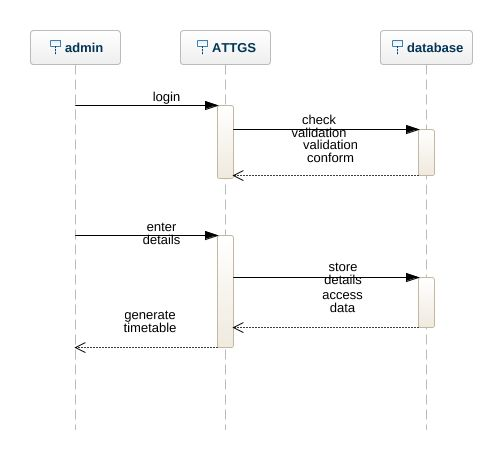 admin
ATTGS
database
login
check
validation
validation
conform
enter
details
store
details
access
data
generate
timetable